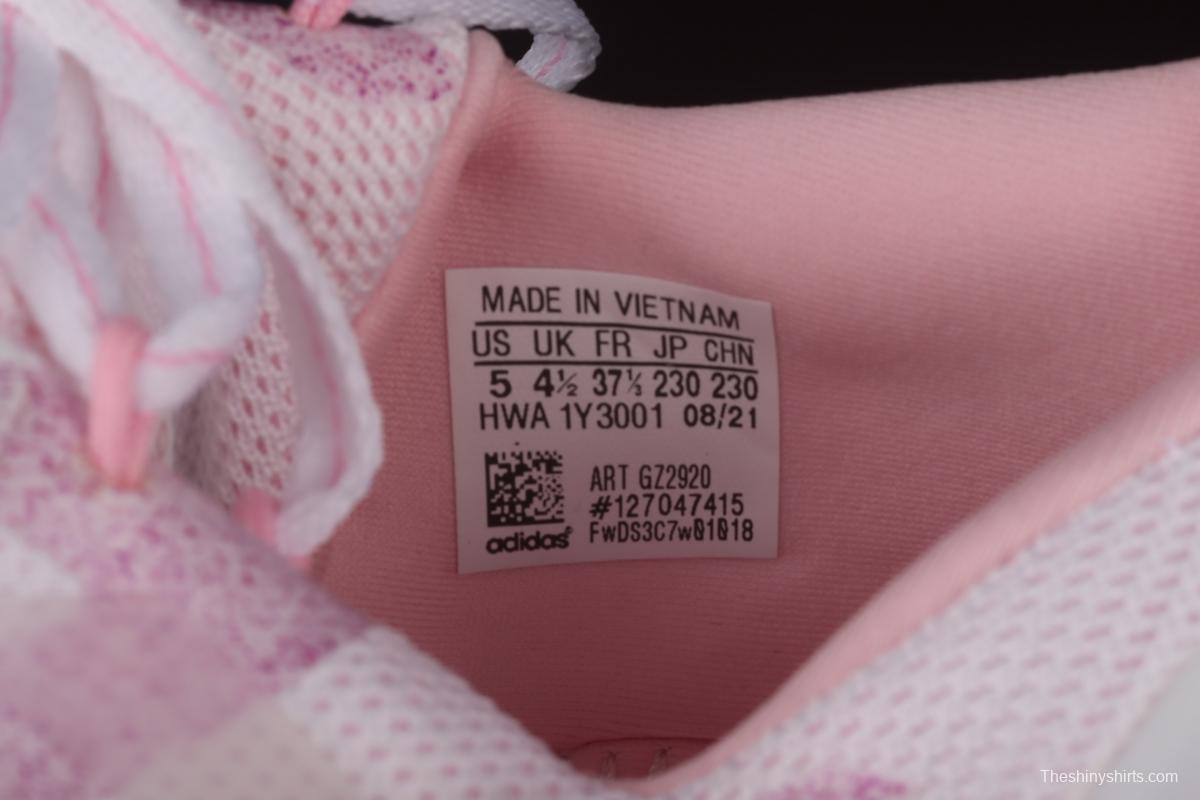 MADE IN VIETNAM
US UK FR JP CHN
5 4½ 37⅓ 230 230
HWA 1Y3001 08/21
ART GZ2920
#127047415
FwDS3C7w01018
adidas
Theshinyshirts.com